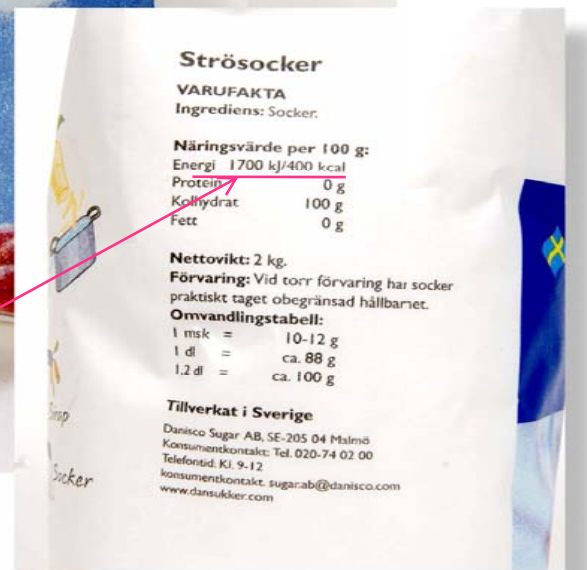 Strösocker
VARUFAKTA
Ingrediens: Socker.
Näringsvärde per 100 g:
Energi 1700 kJ/400 kcal
Protein 0 g
Kolhydrat 100 g
Fett 0 g
Nettovikt: 2 kg.
Förvaring: Vid torr förvaring har socker
praktiskt taget obegränsad hållbarhet.
Omvandlingstabell:
1 msk = 10-12 g
1 dl = ca. 88 g
1,2 dl = ca. 100 g
Tillverkat i Sverige
Danisco Sugar AB, SE-205 04 Malmö
Konsumentkontakt: Tel. 020-74 02 00
Telefontid: Kl. 9-12
konsumentkontakt. sugar.ab@danisco.com
www.dansukker.com
Socker